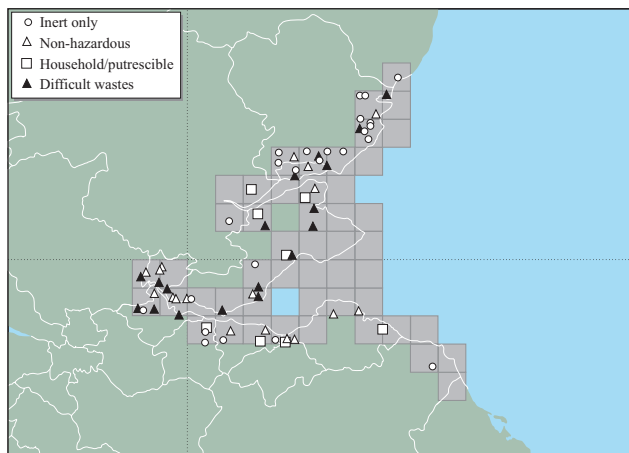 Inert only
Non-hazardous
Household/putrescible
Difficult wastes